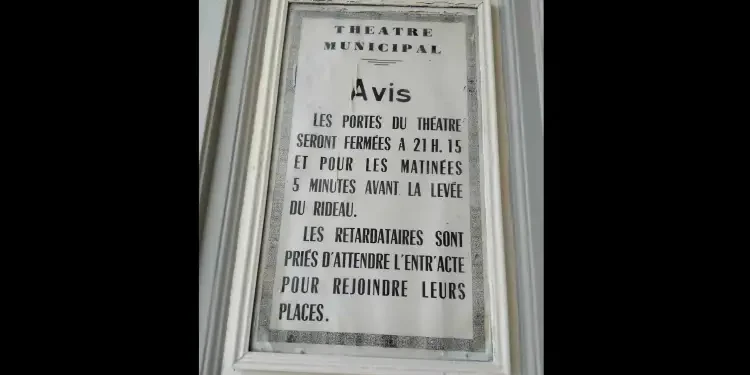 THEATRE
MUNICIPAL
Avis
LES PORTES DU THÉATRE
SERONT FERMÉES A 21 H. 15
ET POUR LES MATINÉES
5 MINUTES AVANT LA LEVÉE
DU RIDEAU.
LES RETARDATAIRES SONT
PRIÉS D'ATTENDRE L'ENTR'ACTE
POUR REJOINDRE LEURS
PLACES.